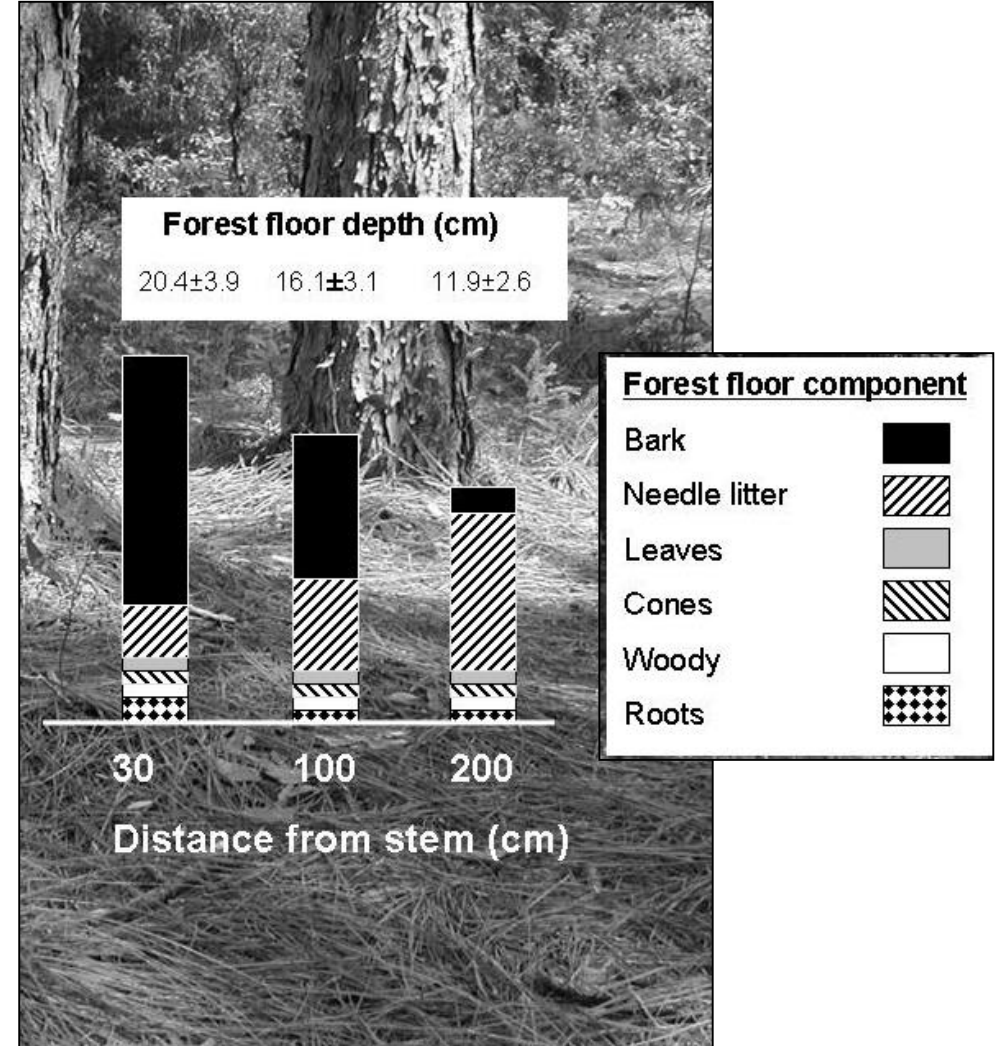 Forest floor depth (cm)
20.4±3.9 16.1±3.1 11.9±2.6
Forest floor component
Bark
Needle litter
Leaves
Cones
Woody
Roots
30 100 200
Distance from stem (cm)